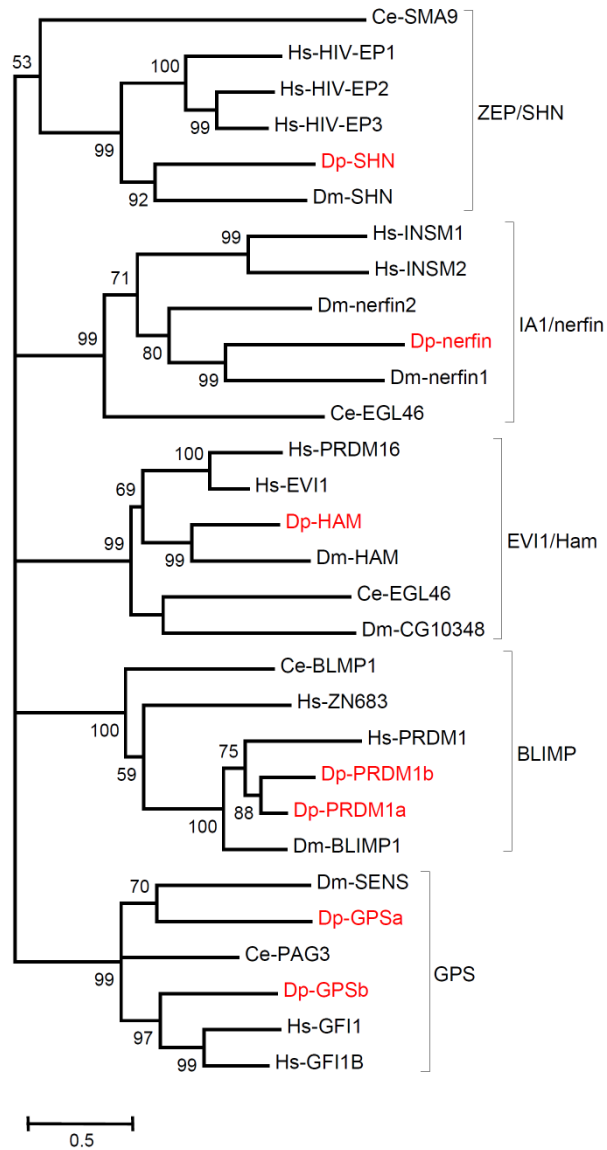 Ce-SMA9
53
Hs-HIV-EP1
100
Hs-HIV-EP2
99
Hs-HIV-EP3
ZEP/SHN
99
Dp-SHN
92
Dm-SHN
Hs-INSM1
99
Hs-INSM2
71
Dm-nerfin2
IA1/nerfin
99
80
Dp-nerfin
99
Dm-nerfin1
Ce-EGL46
Hs-PRDM16
100
Hs-EVI1
69
Dp-HAM
99
99
Dm-HAM
EVI1/Ham
Ce-EGL46
Dm-CG10348
Ce-BLMP1
100
Hs-ZN683
59
Hs-PRDM1
75
BLIMP
Dp-PRDM1b
88
Dp-PRDM1a
100
Dm-BLIMP1
Dm-SENS
70
Dp-GPSa
99
Ce-PAG3
GPS
Dp-GPSb
97
Hs-GFI1
99
Hs-GFI1B
0.5